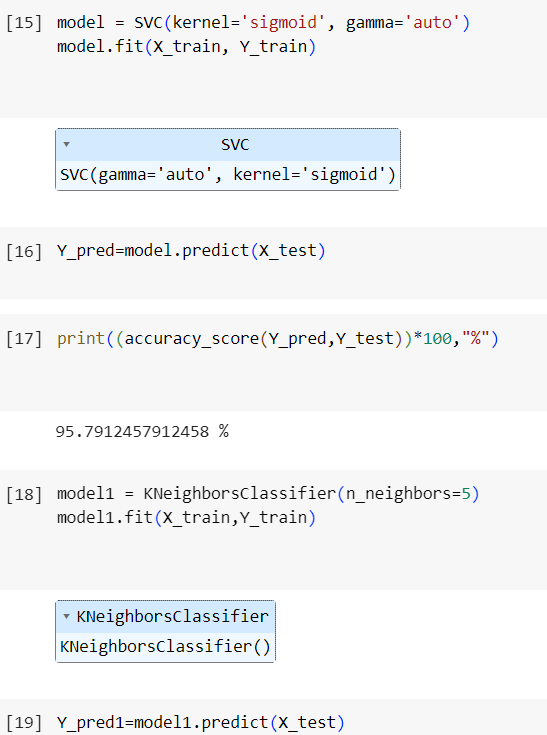 [15] model = SVC(kernel='sigmoid', gamma='auto')
model.fit(X_train, Y_train)
SVC
SVC(gamma='auto', kernel='sigmoid')
[16] Y_pred=model.predict(X_test)
[17] print((accuracy_score(Y_pred,Y_test))*100,"%")
95.7912457912458 %
[18] model1 = KNeighborsClassifier(n_neighbors=5)
model1.fit(X_train,Y_train)
KNeighborsClassifier
KNeighborsClassifier()
[19] Y_pred1=model1.predict(X_test)